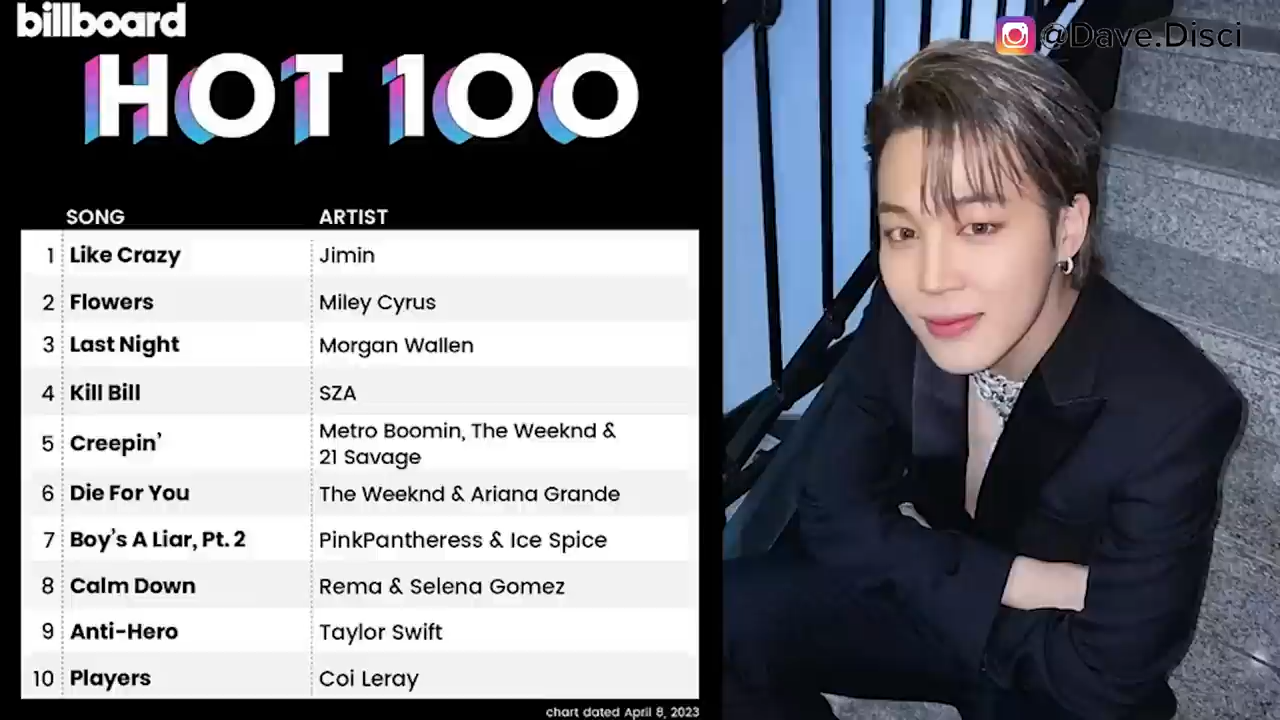 billboard
HOT 100
@Dave.Disci
SONG ARTIST
1 Like Crazy Jimin
2 Flowers Miley Cyrus
3 Last Night Morgan Wallen
4 Kill Bill SZA
5 Creepin’ Metro Boomin, The Weeknd &
21 Savage
6 Die For You The Weeknd & Ariana Grande
7 Boy’s A Liar, Pt. 2 PinkPantheress & Ice Spice
8 Calm Down Rema & Selena Gomez
9 Anti-Hero Taylor Swift
10 Players Coi Leray
chart dated April 8, 2023